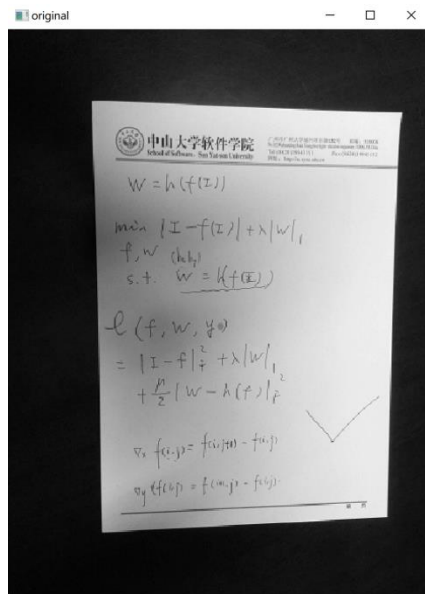 original
中山大学软件学院
School of Software, Sun Yat-sen University
W = h(f(I))
min |I - f(I)| + λ|W|₁
f, w
s.t. W = h(f(I))
ℓ(f, W, y)
= |I - f|²_F + λ|W|₁
+ μ/2 |W - h(f)|²_F
∇x f(i,j) = f(i,j+1) - f(i,j)
∇y f(i,j) = f(i+1,j) - f(i,j)